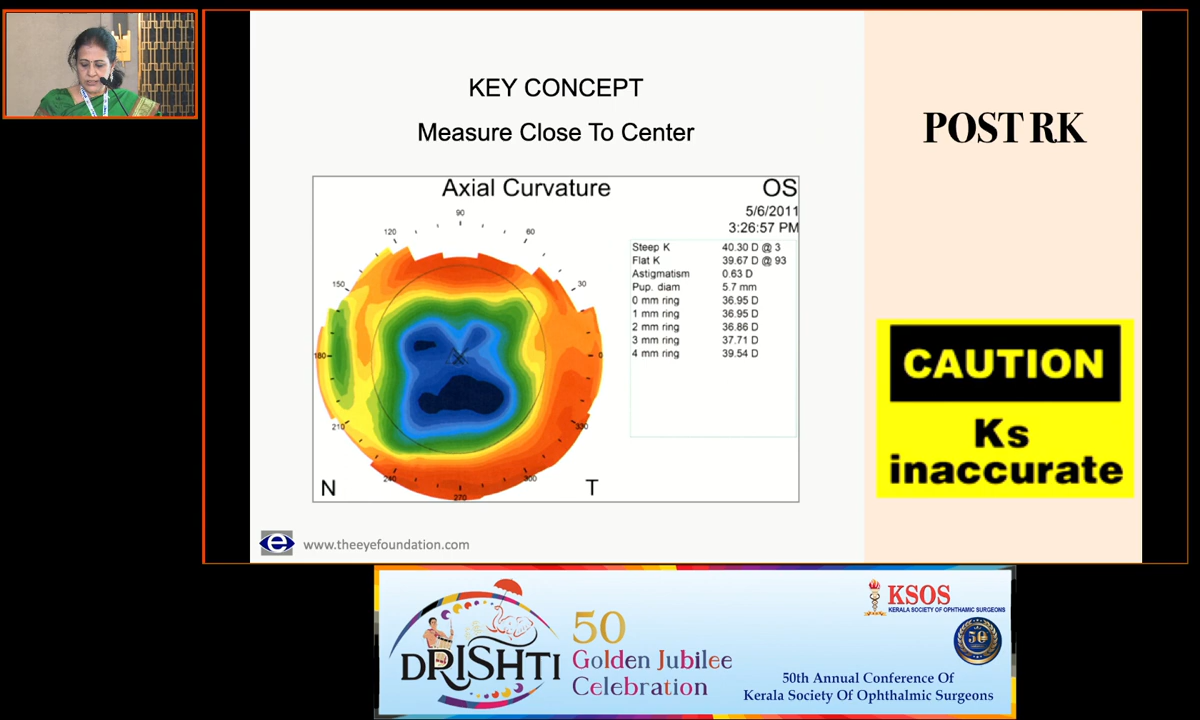 KEY CONCEPT
Measure Close To Center
Axial Curvature
OS
5/6/2011
3:26:57 PM
90
120
60
150
30
180
0
210
330
240
300
270
N
T
Steep K 40.30 D @ 3
Flat K 39.67 D @ 93
Astigmatism 0.63 D
Pup. diam 5.7 mm
0 mm ring 36.95 D
1 mm ring 36.95 D
2 mm ring 36.86 D
3 mm ring 37.71 D
4 mm ring 39.54 D
e www.theeyefoundation.com
POST RK
CAUTION
Ks
inaccurate
DRISHTI
50
Golden Jubilee
Celebration
KSOS
KERALA SOCIETY OF OPHTHAMIC SURGEONS
50
50th Annual Conference Of
Kerala Society Of Ophthalmic Surgeons